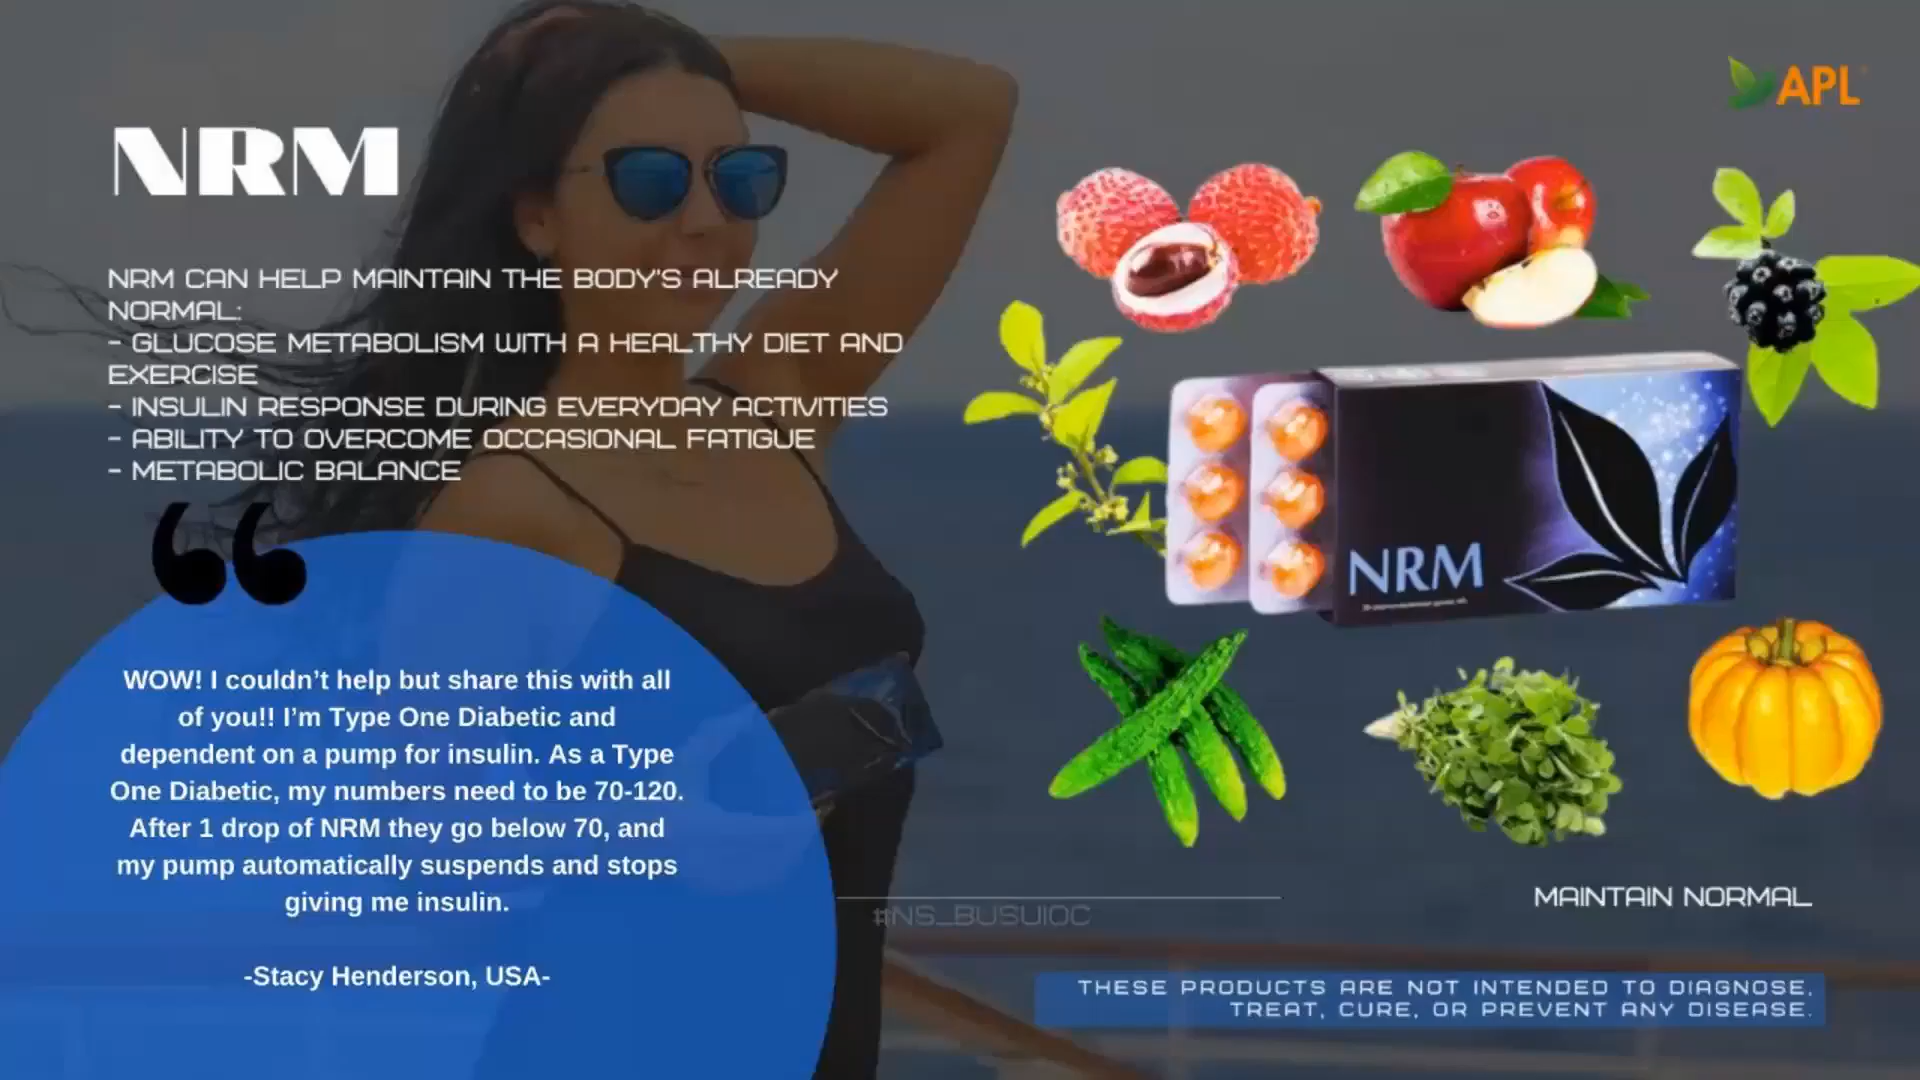 APL
NRM
NRM CAN HELP MAINTAIN THE BODY'S ALREADY
NORMAL:
- GLUCOSE METABOLISM WITH A HEALTHY DIET AND
EXERCISE
- INSULIN RESPONSE DURING EVERYDAY ACTIVITIES
- ABILITY TO OVERCOME OCCASIONAL FATIGUE
- METABOLIC BALANCE
NRM
WOW! I couldn’t help but share this with all
of you!! I’m Type One Diabetic and
dependent on a pump for insulin. As a Type
One Diabetic, my numbers need to be 70-120.
After 1 drop of NRM they go below 70, and
my pump automatically suspends and stops
giving me insulin.
-Stacy Henderson, USA-
#NS_BUSUIOC
MAINTAIN NORMAL
THESE PRODUCTS ARE NOT INTENDED TO DIAGNOSE,
TREAT, CURE, OR PREVENT ANY DISEASE.